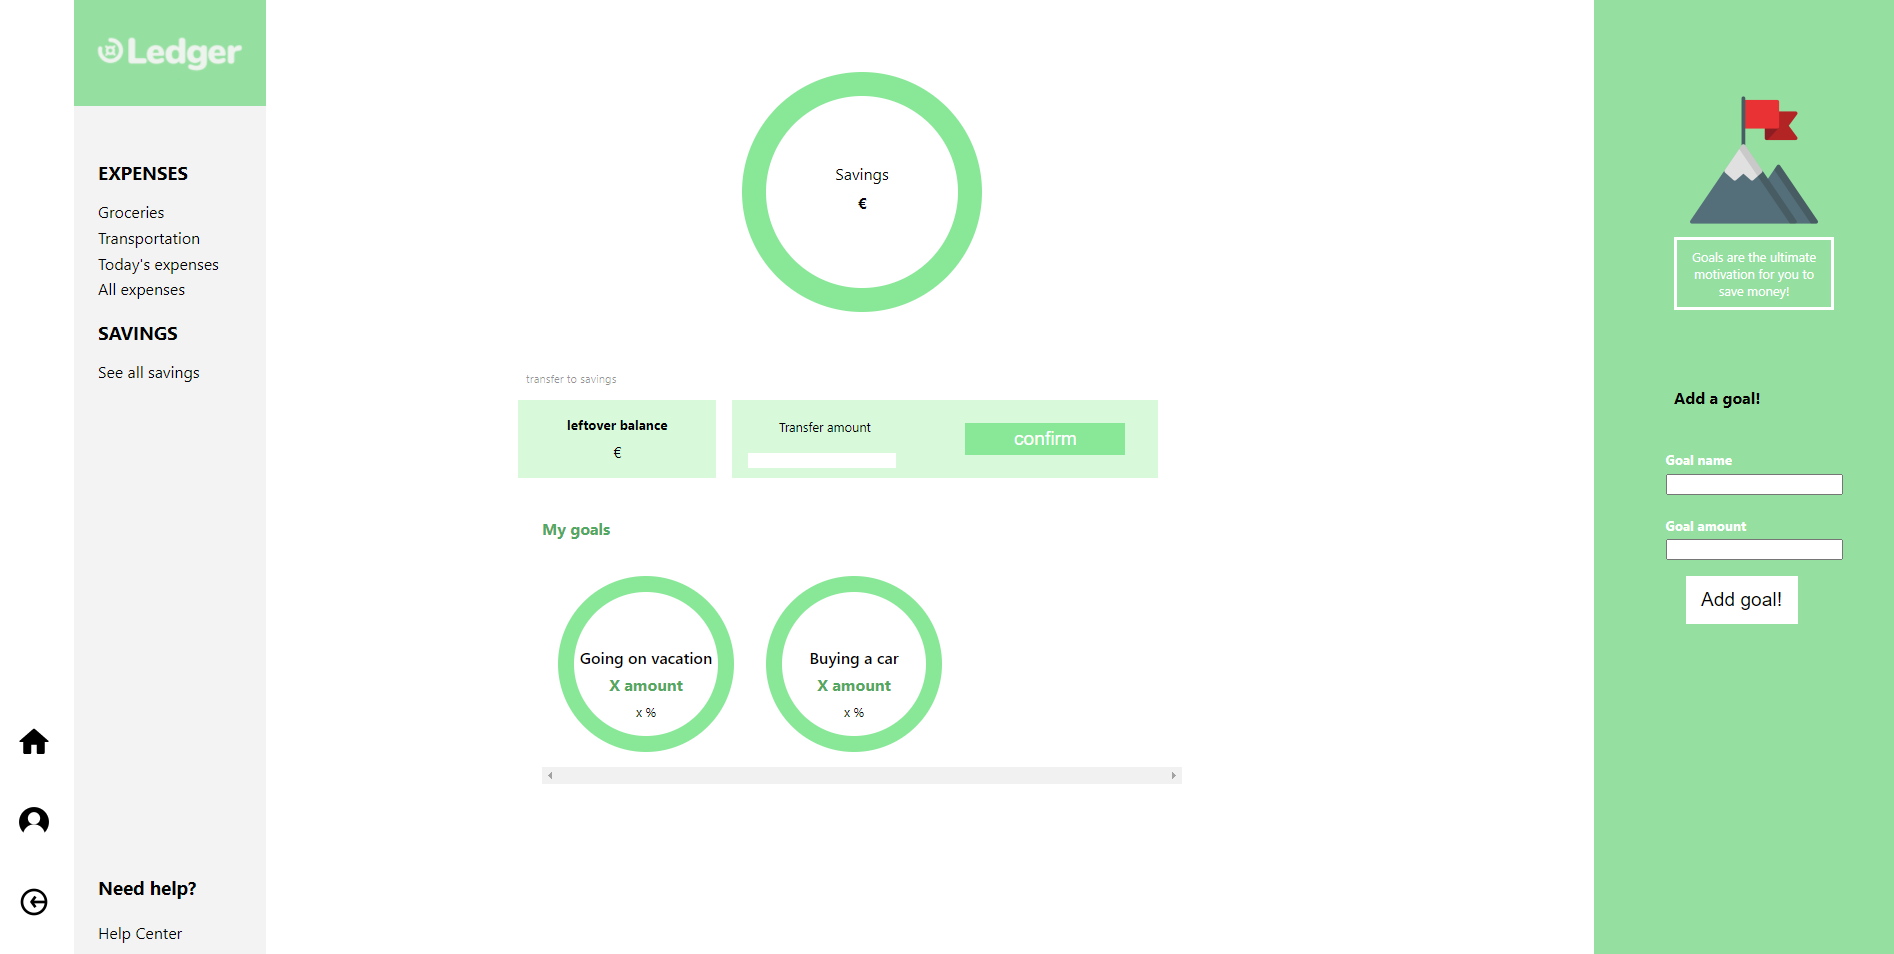 Ledger
EXPENSES
Groceries
Transportation
Today's expenses
All expenses
SAVINGS
See all savings
Need help?
Help Center
Savings
€
transfer to savings
leftover balance
€
Transfer amount
confirm
My goals
Going on vacation
X amount
x %
Buying a car
X amount
x %
Goals are the ultimate
motivation for you to
save money!
Add a goal!
Goal name
Goal amount
Add goal!